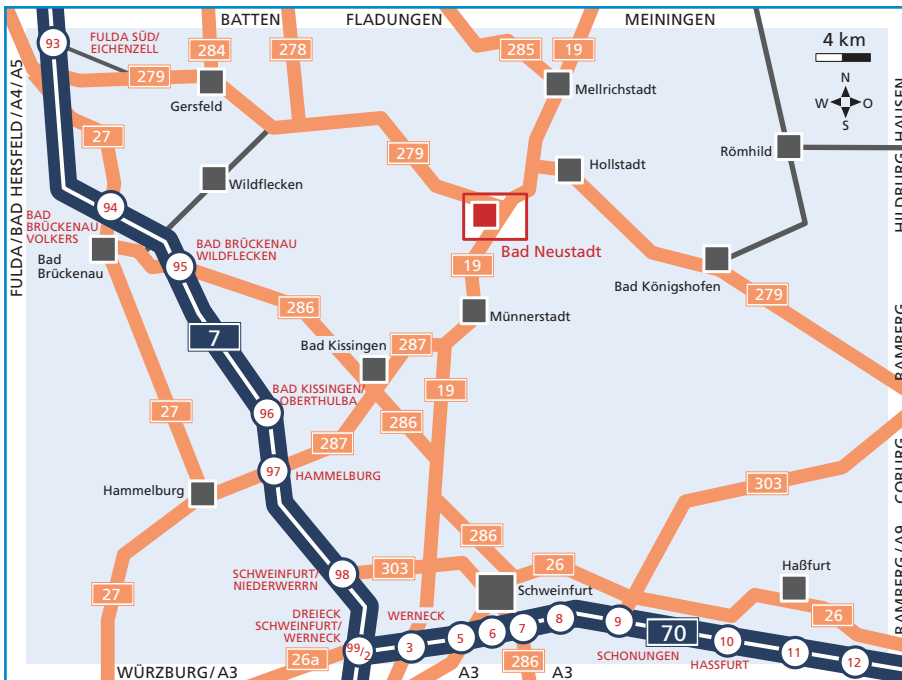 BATTEN
FLADUNGEN
MEININGEN
93
FULDA SÜD/
EICHENZELL
284
278
285
19
4 km
N
W O
S
279
Gersfeld
Mellrichstadt
27
279
Hollstadt
Römhild
Wildflecken
FULDA/BAD HERSFELD/A4/A5
HILDBURGHAUSEN
94
BAD
BRÜCKENAU
VOLKERS
Bad
Brückenau
95
BAD BRÜCKENAU
WILDFLECKEN
Bad Neustadt
19
Bad Königshofen
279
286
Münnerstadt
BAMBERG
7
Bad Kissingen
287
19
BAD KISSINGEN/
OBERTHULBA
96
27
286
287
97
HAMMELBURG
Hammelburg
303
COBURG
286
98
SCHWEINFURT/
NIEDERWERRN
303
26
Schweinfurt
Haßfurt
27
DREIECK
SCHWEINFURT/
WERNECK
WERNECK
26
BAMBERG/A9
99/2
3
5
6
7
8
9
70
10
11
12
SCHONUNGEN
HASSFURT
26a
286
WÜRZBURG/A3
A3
A3